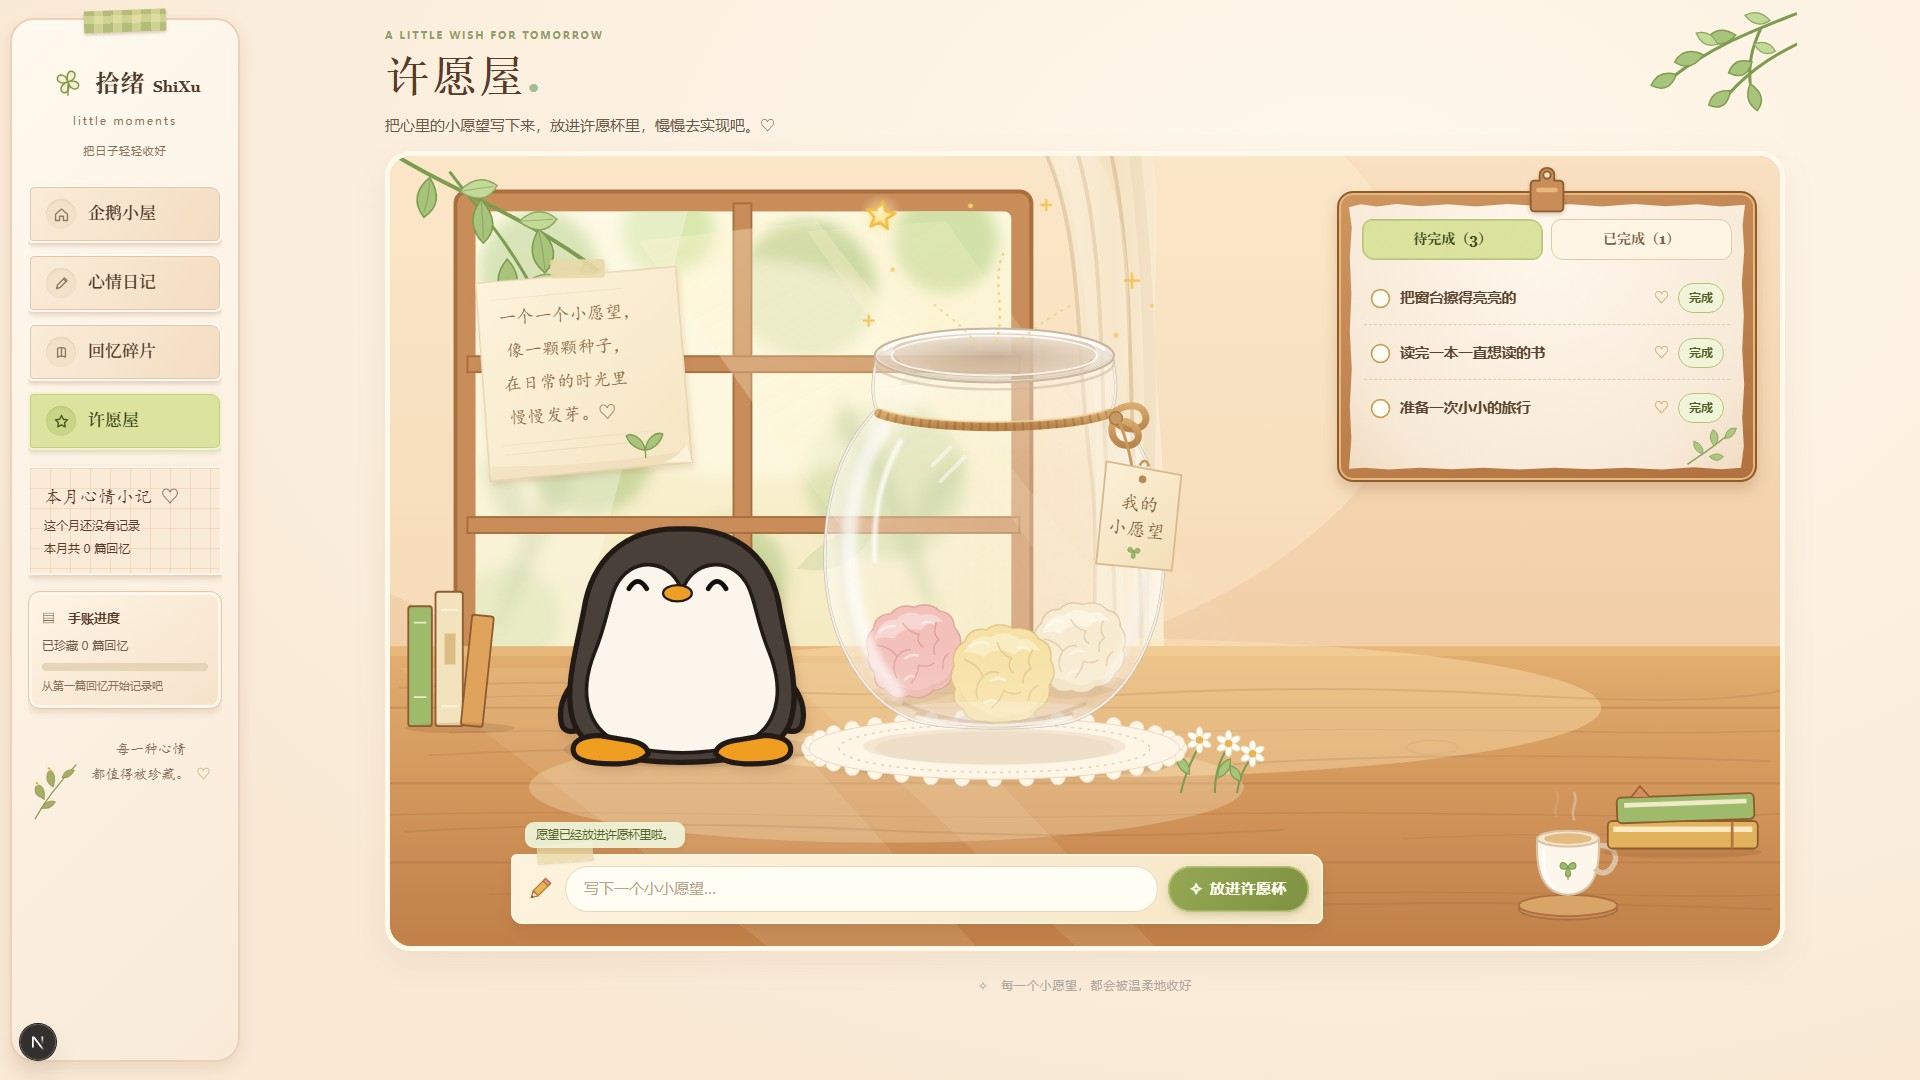 拾绪 ShiXu
little moments
把日子轻轻收好
企鹅小屋
心情日记
回忆碎片
许愿屋
本月心情小记 ♡
这个月还没有记录
本月共 0 篇回忆
手账进度
已珍藏 0 篇回忆
从第一篇回忆开始记录吧
每一种心情
都值得被珍藏。 ♡
N
A LITTLE WISH FOR TOMORROW
许愿屋
把心里的小愿望写下来，放进许愿杯里，慢慢去实现吧。♡
一个一个小愿望，
像一颗颗种子，
在日常的时光里
慢慢发芽。♡
我的
小愿望
待完成（3） 已完成（1）
把窗台擦得亮亮的 ♡ 完成
读完一本一直想读的书 ♡ 完成
准备一次小小的旅行 ♡ 完成
愿望已经放进许愿杯里啦。
写下一个小小愿望...
✧ 放进许愿杯
✧ 每一个小愿望，都会被温柔地收好